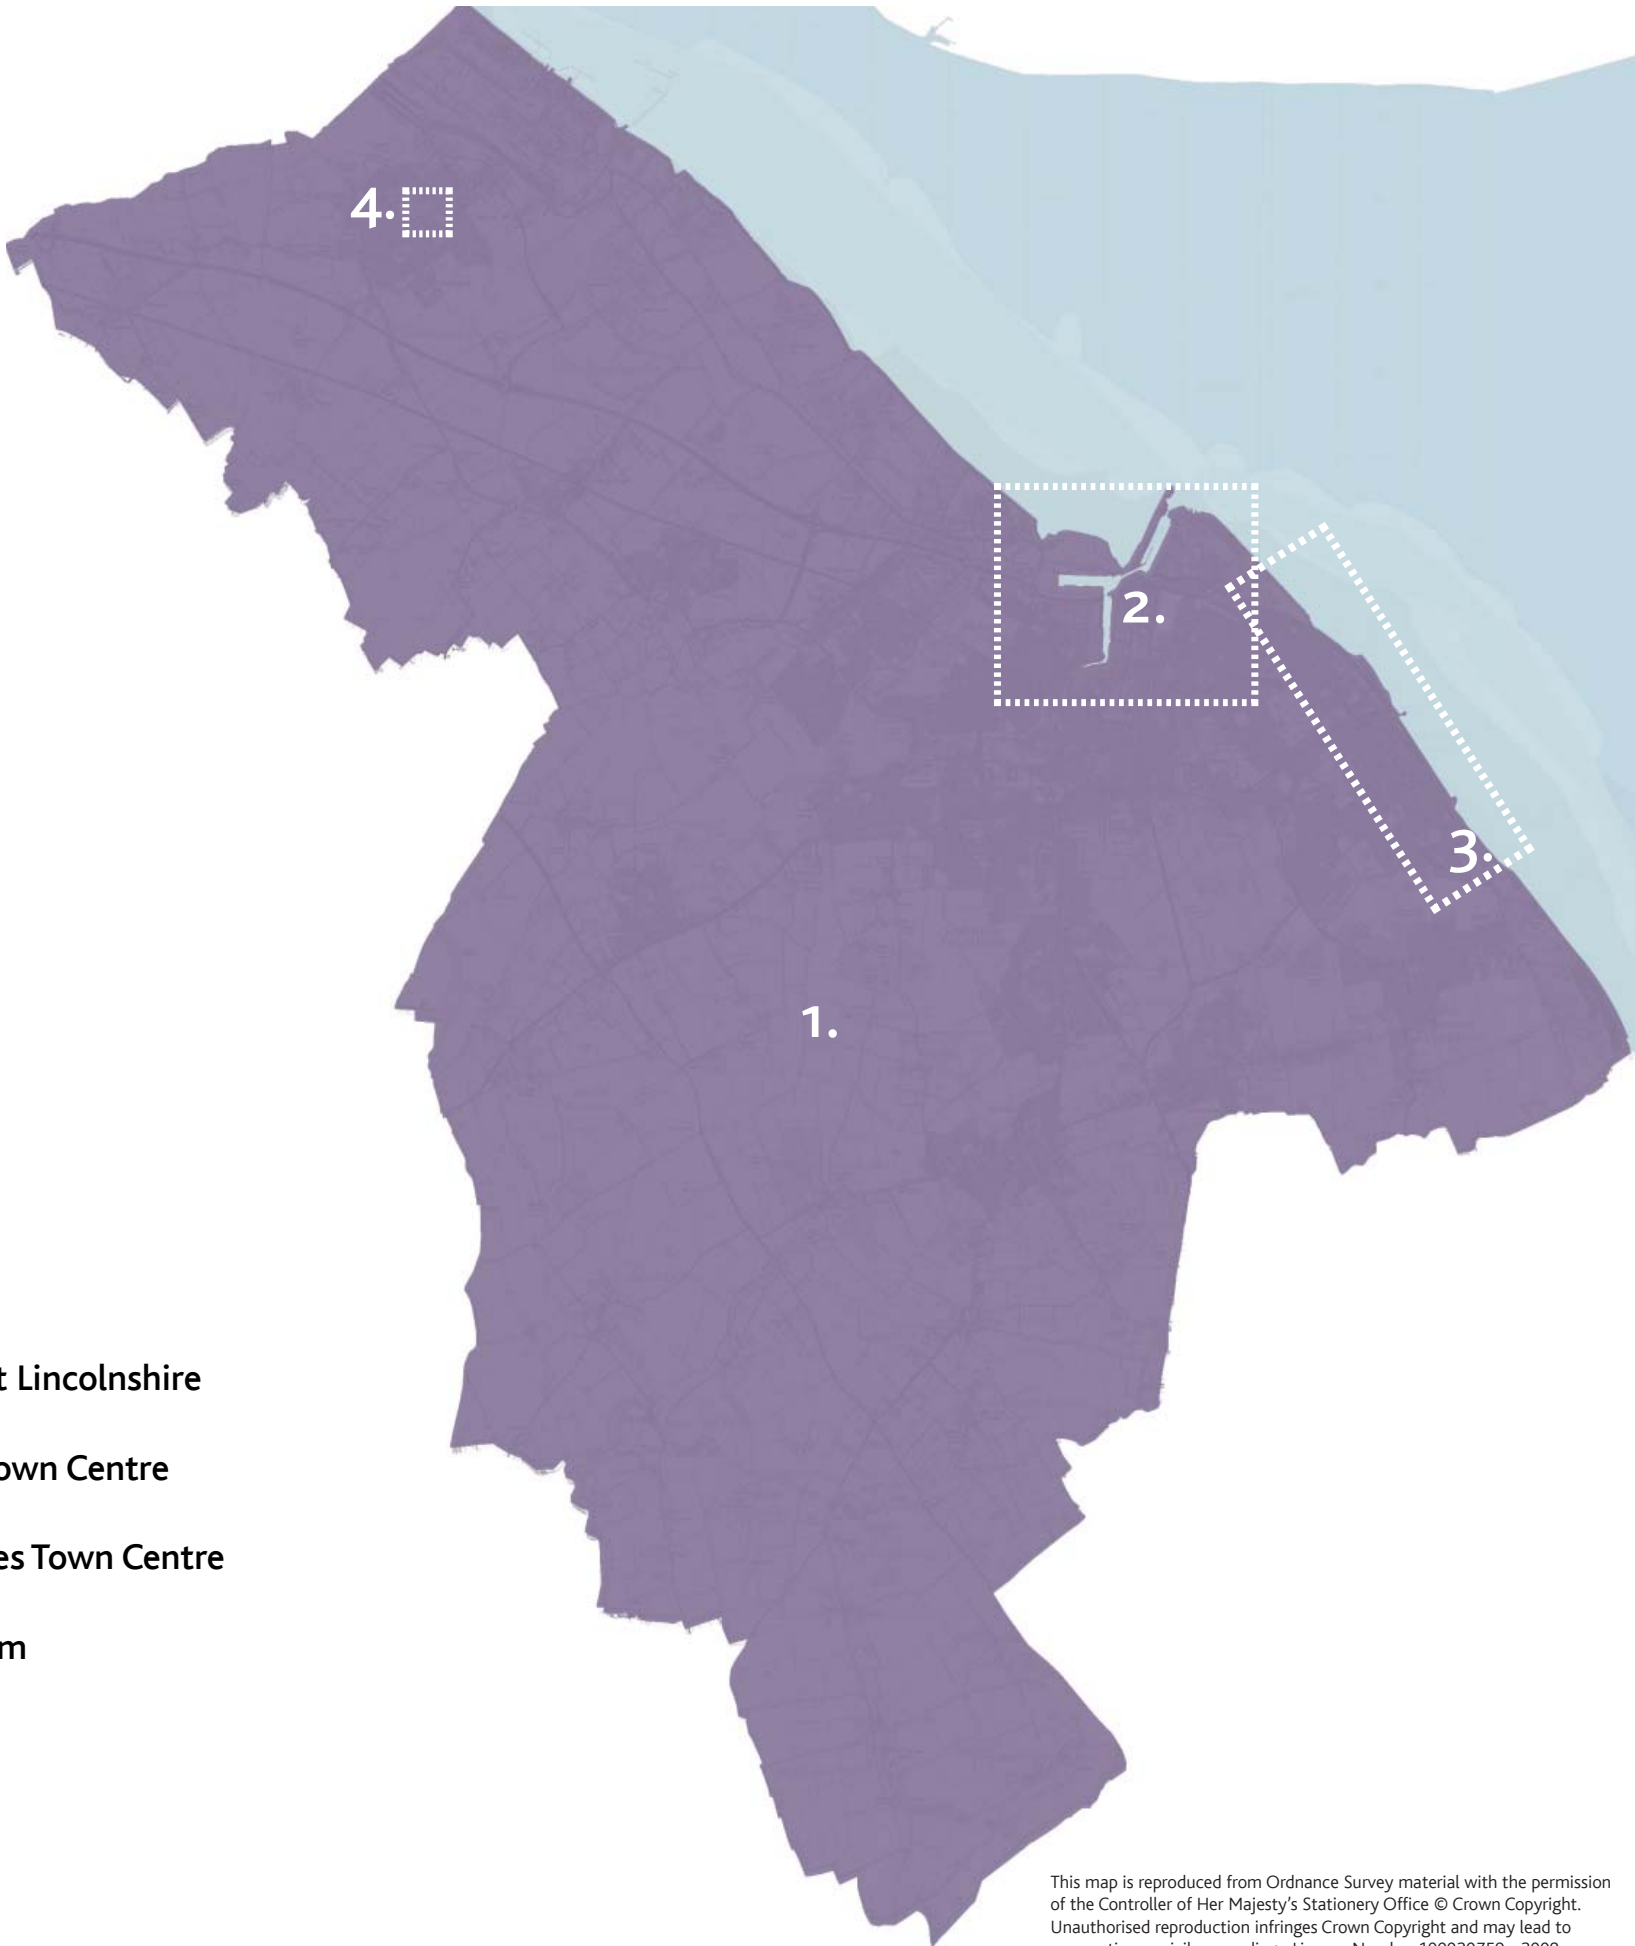 4.
2.
3.
1.
t Lincolnshire
own Centre
es Town Centre
m
This map is reproduced from Ordnance Survey material with the permission
of the Controller of Her Majesty's Stationery Office © Crown Copyright.
Unauthorised reproduction infringes Crown Copyright and may lead to